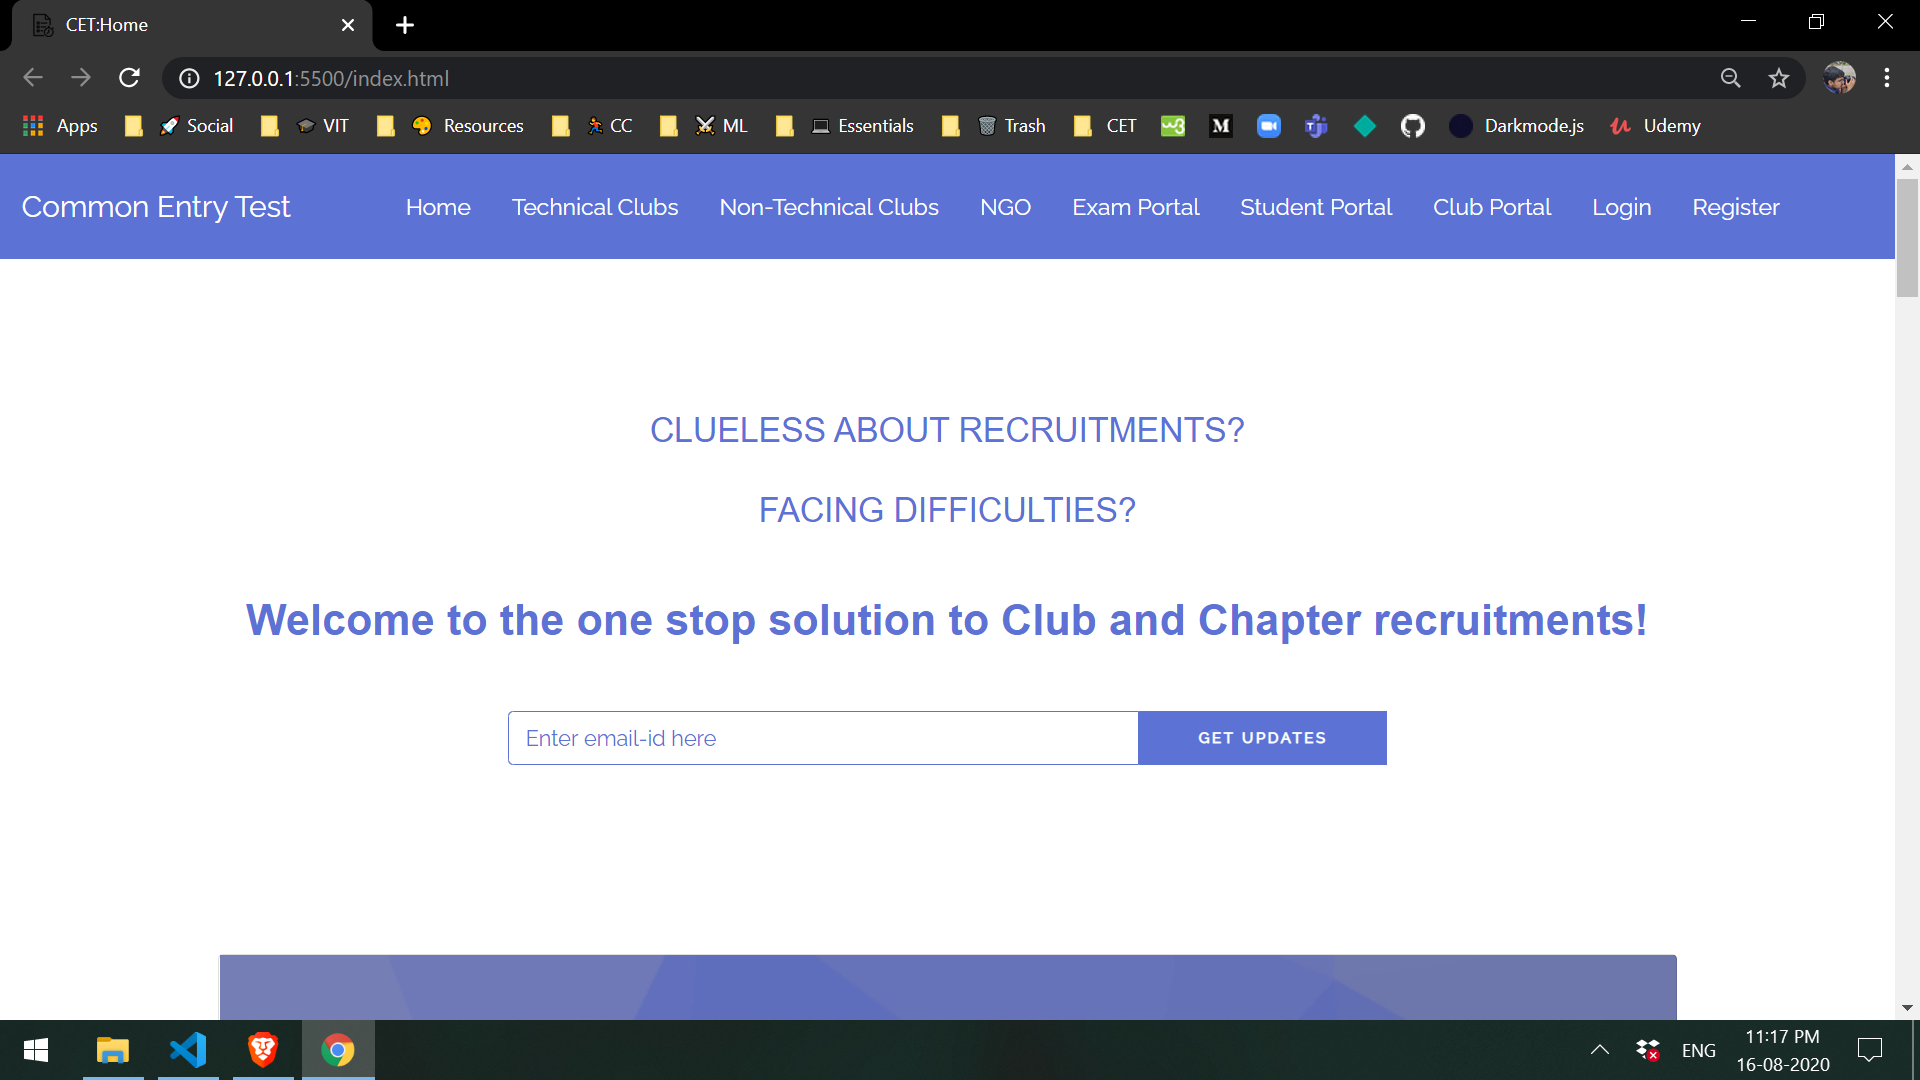 CET:Home
127.0.0.1:5500/index.html
Apps Social VIT Resources CC ML Essentials Trash CET w3 M Darkmode.js Udemy
Common Entry Test Home Technical Clubs Non-Technical Clubs NGO Exam Portal Student Portal Club Portal Login Register
CLUELESS ABOUT RECRUITMENTS?
FACING DIFFICULTIES?
Welcome to the one stop solution to Club and Chapter recruitments!
Enter email-id here GET UPDATES
ENG 11:17 PM
16-08-2020